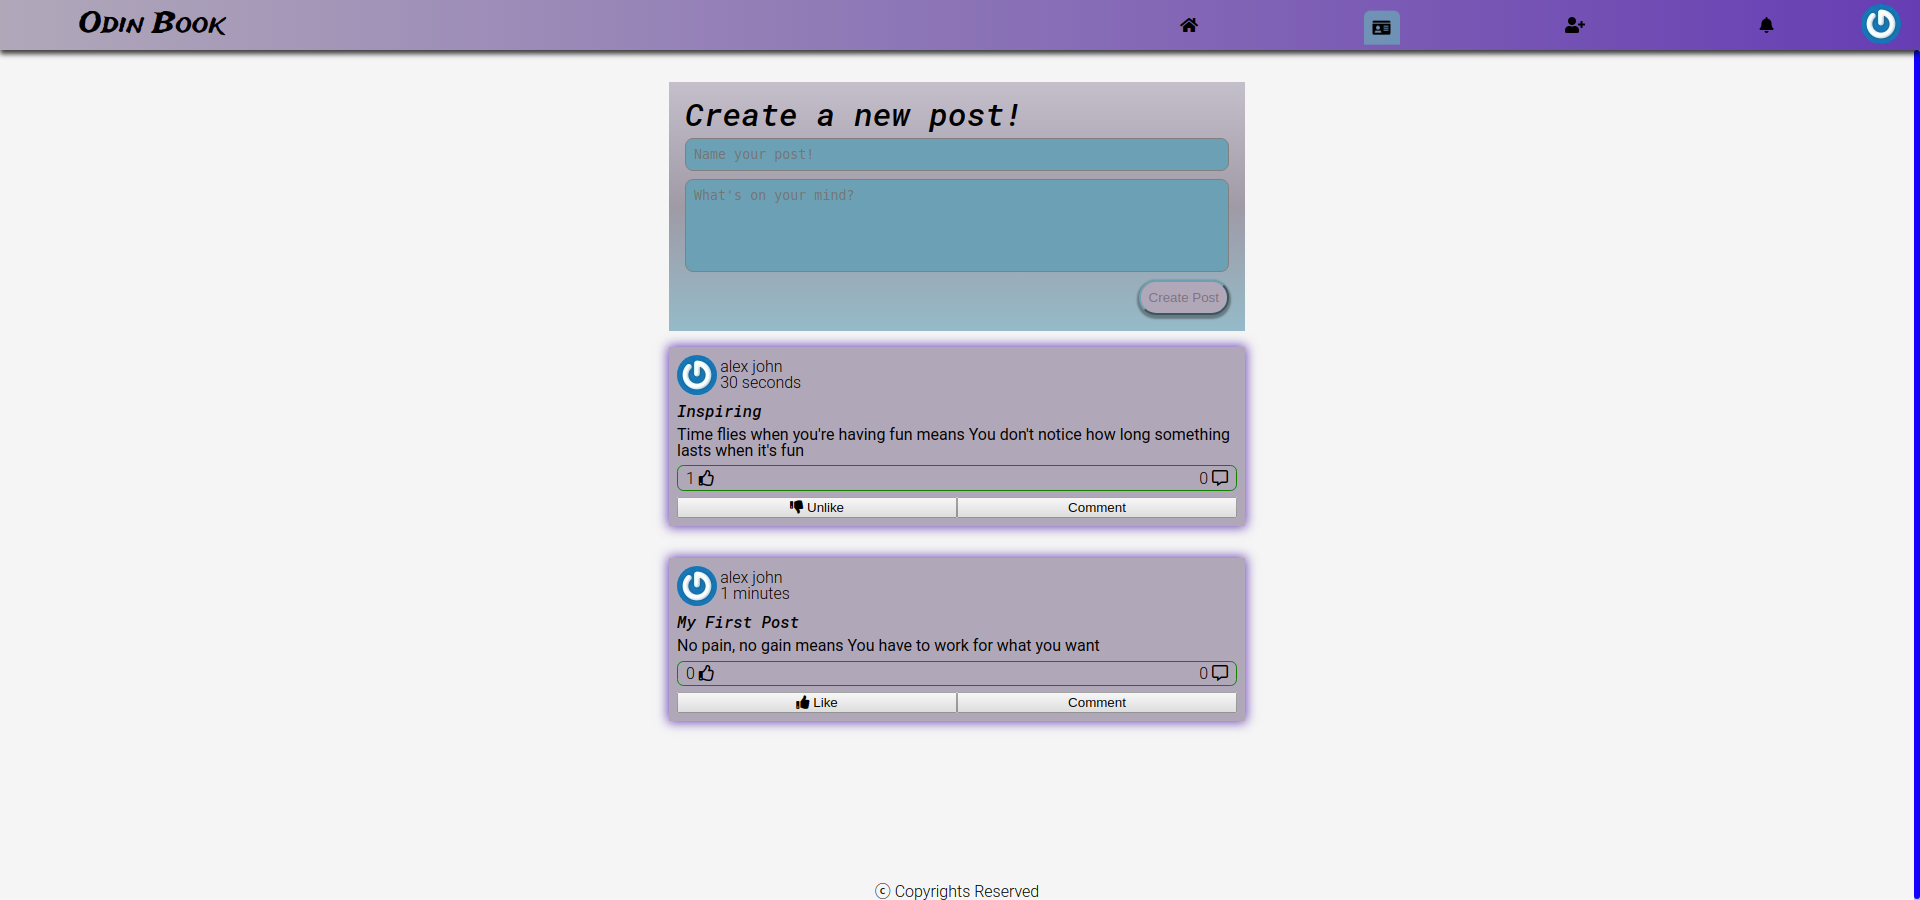 Odin Book
Create a new post!
Name your post!
What's on your mind?
Create Post
alex john
30 seconds
Inspiring
Time flies when you're having fun means You don't notice how long something
lasts when it's fun
1 0
Unlike Comment
alex john
1 minutes
My First Post
No pain, no gain means You have to work for what you want
0 0
Like Comment
ⓒ Copyrights Reserved